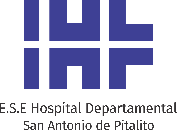 E.S.E Hospital Departamental
San Antonio de Pitalito